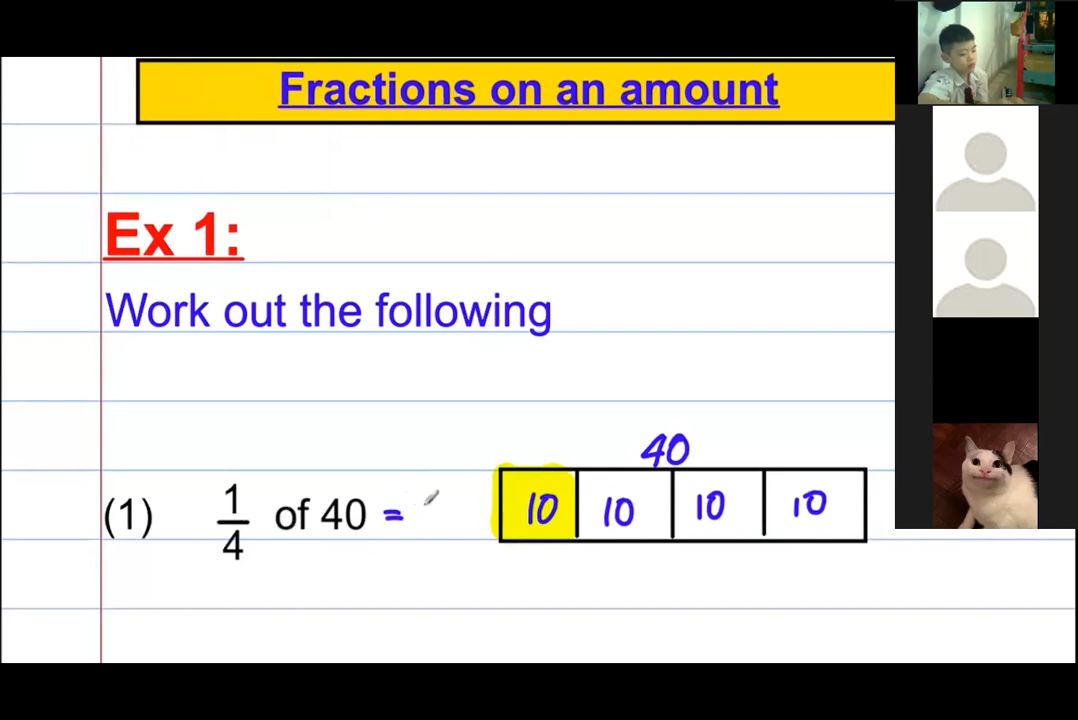 Fractions on an amount
Ex 1:
Work out the following
40
(1) 1/4 of 40 = 10 10 10 10